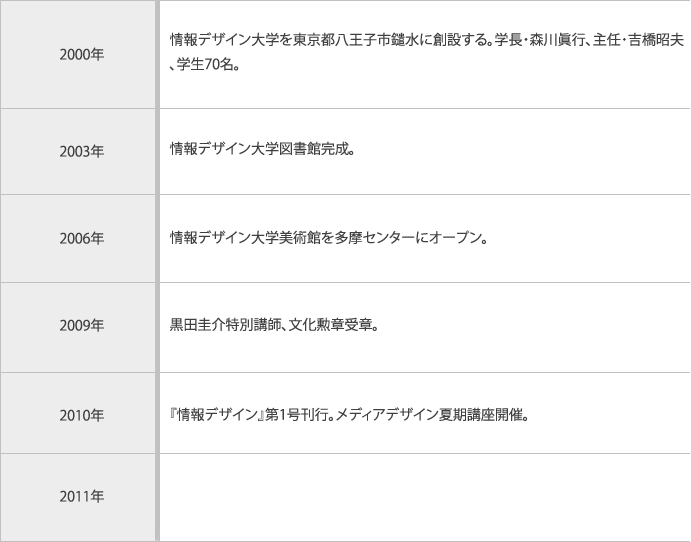 2000年
情報デザイン大学を東京都八王子市鑓水に創設する。学長・森川眞行、主任・吉橋昭夫
、学生70名。
2003年
情報デザイン大学図書館完成。
2006年
情報デザイン大学美術館を多摩センターにオープン。
2009年
黒田圭介特別講師、文化勲章受章。
2010年
『情報デザイン』第1号刊行。メディアデザイン夏期講座開催。
2011年